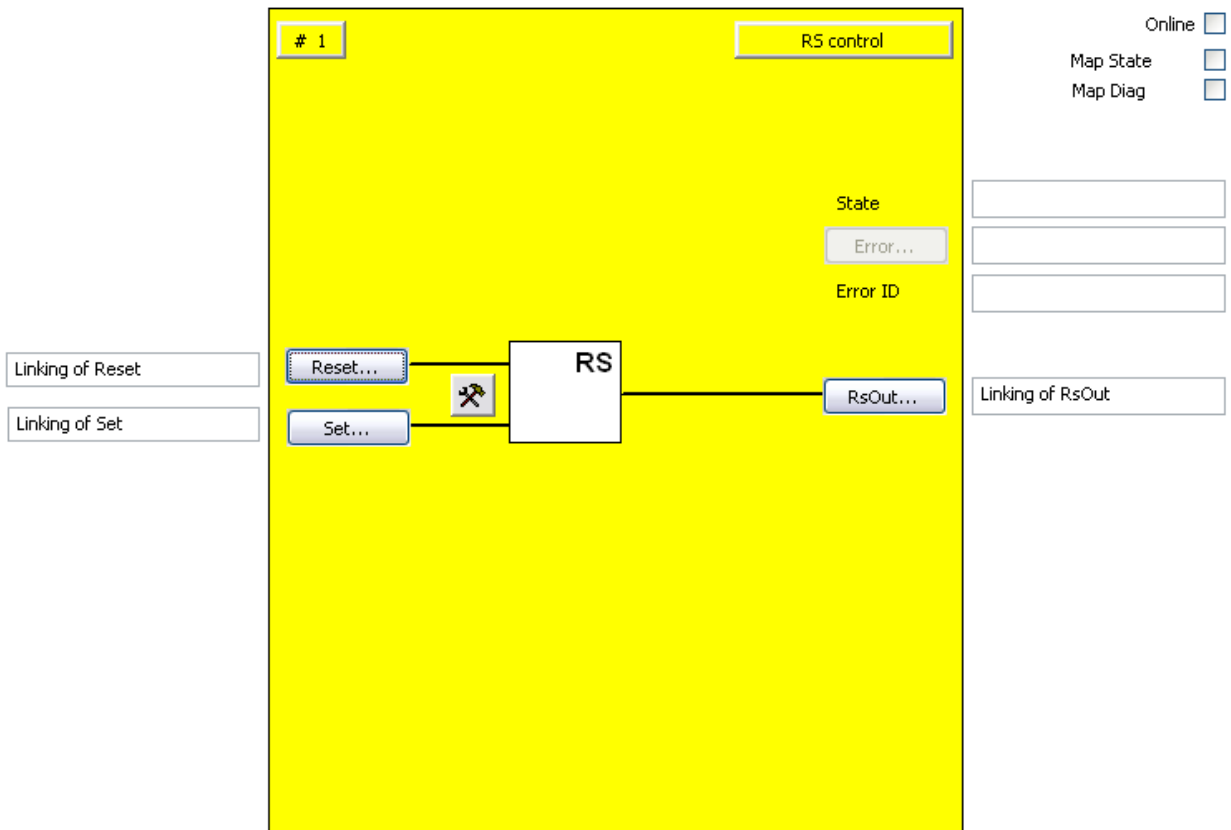 # 1
RS control
Online
Map State
Map Diag
State
Error...
Error ID
Linking of Reset
Reset...
RS
RsOut...
Linking of RsOut
Linking of Set
Set...